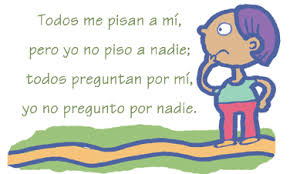 Todos me pisan a mí,
pero yo no piso a nadie;
todos preguntan por mí,
yo no pregunto por nadie.